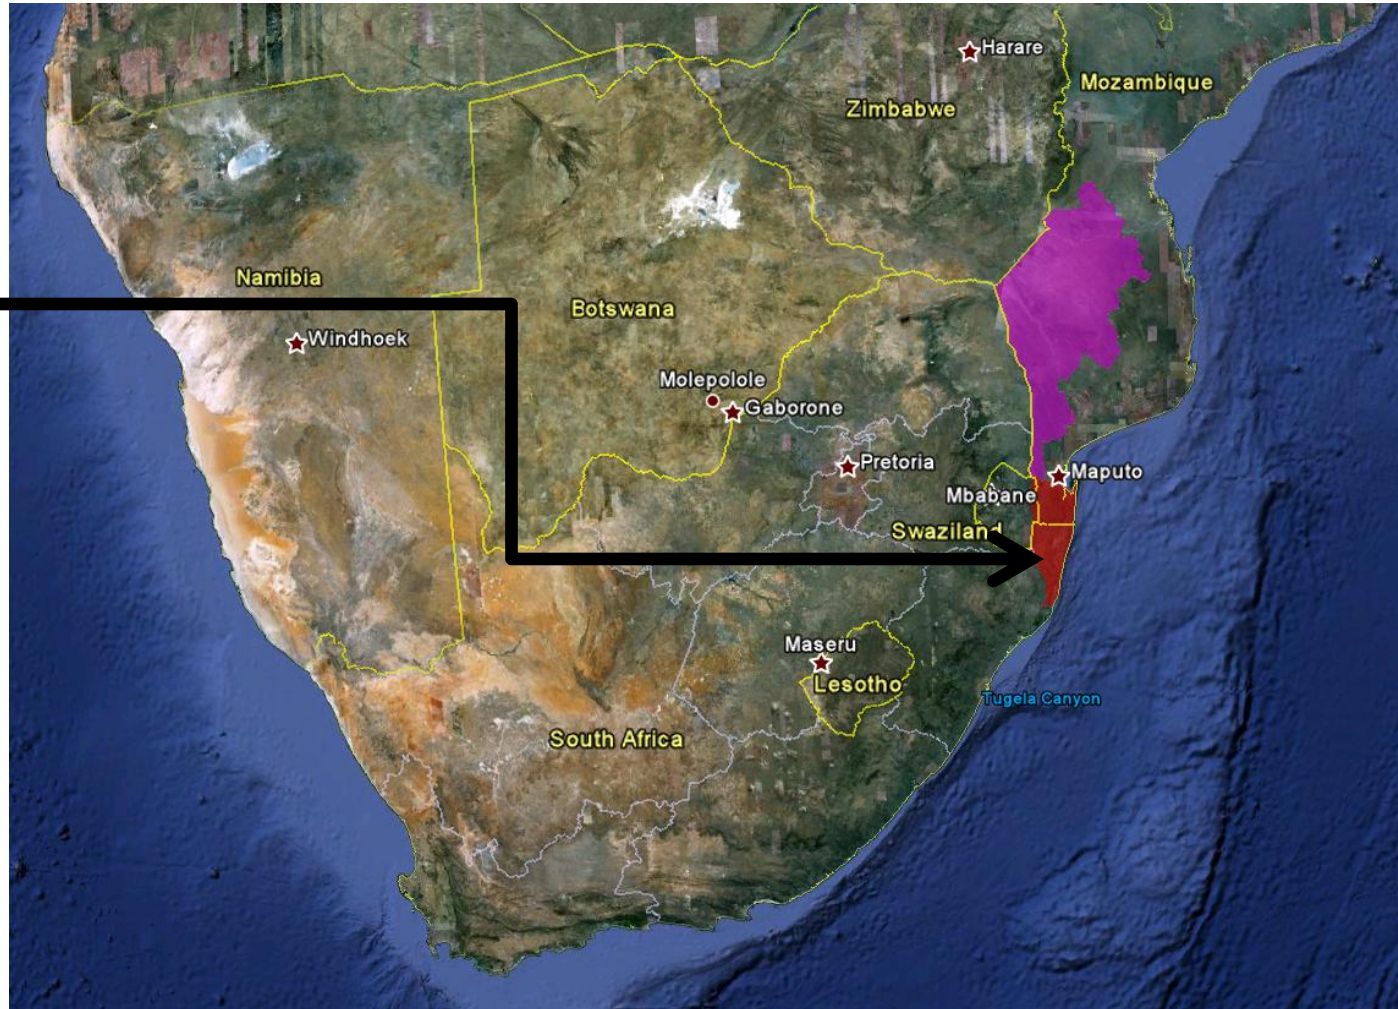 Harare
Mozambique
Zimbabwe
Namibia
Botswana
Windhoek
Molepolole
Gaborone
Pretoria
Maputo
Mbabane
Swaziland
Maseru
Lesotho
Tugela Canyon
South Africa